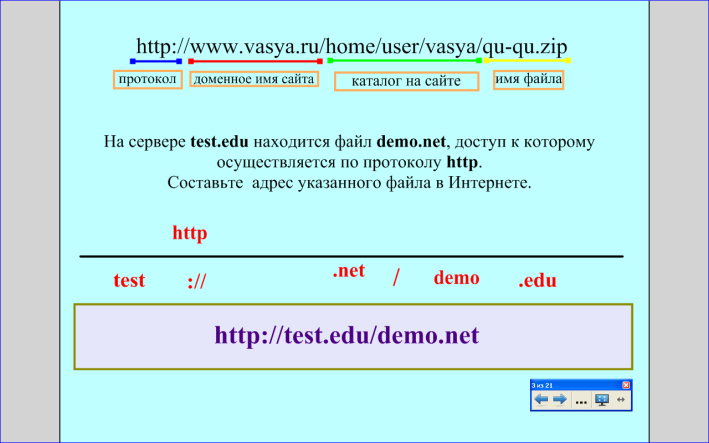 http://www.vasya.ru/home/user/vasya/qu-qu.zip
протокол доменное имя сайта каталог на сайте имя файла
На сервере test.edu находится файл demo.net, доступ к которому
осуществляется по протоколу http.
Составьте адрес указанного файла в Интернете.
http
test :// .net / demo .edu
http://test.edu/demo.net
3 из 21